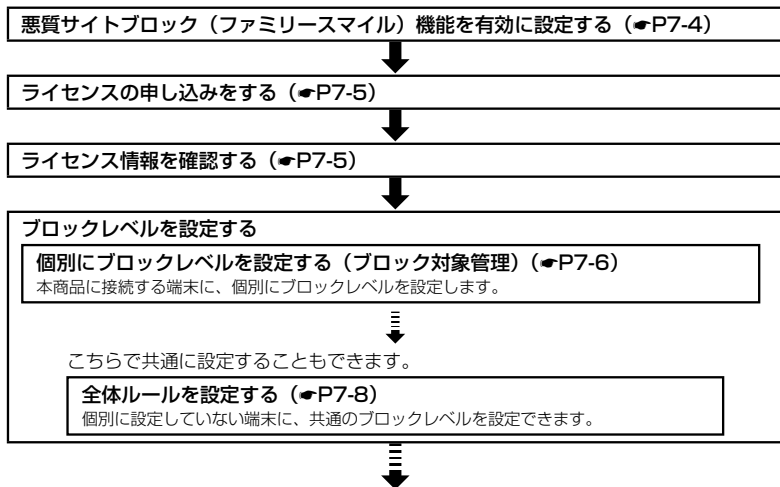 悪質サイトブロック（ファミリースマイル）機能を有効に設定する（☛P7-4）
ライセンスの申し込みをする（☛P7-5）
ライセンス情報を確認する（☛P7-5）
ブロックレベルを設定する
個別にブロックレベルを設定する（ブロック対象管理）（☛P7-6）
本商品に接続する端末に、個別にブロックレベルを設定します。
こちらで共通に設定することもできます。
全体ルールを設定する（☛P7-8）
個別に設定していない端末に、共通のブロックレベルを設定できます。